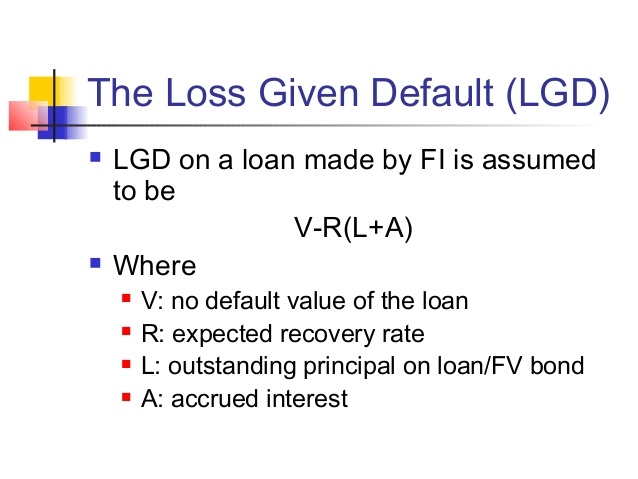 The Loss Given Default (LGD)
LGD on a loan made by FI is assumed
to be
V-R(L+A)
Where
V: no default value of the loan
R: expected recovery rate
L: outstanding principal on loan/FV bond
A: accrued interest